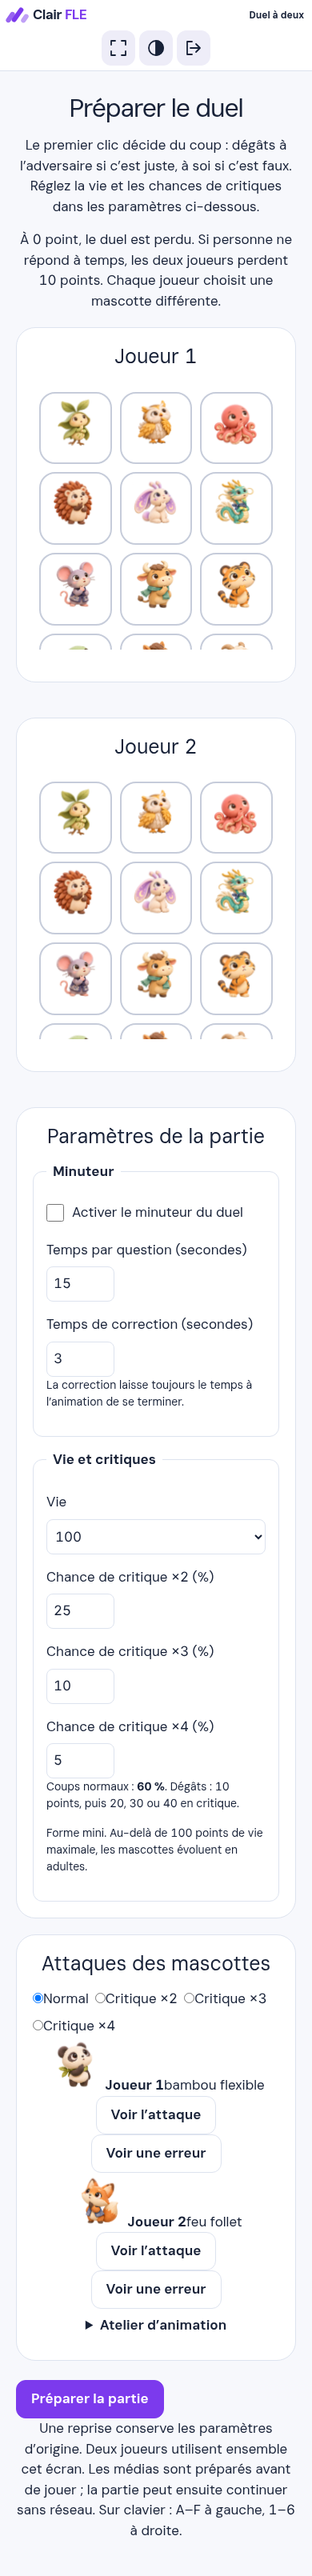 Clair FLE
Duel à deux
Préparer le duel
Le premier clic décide du coup : dégâts à
l’adversaire si c’est juste, à soi si c’est faux.
Réglez la vie et les chances de critiques
dans les paramètres ci-dessous.
À 0 point, le duel est perdu. Si personne ne
répond à temps, les deux joueurs perdent
10 points. Chaque joueur choisit une
mascotte différente.
Joueur 1
Joueur 2
Paramètres de la partie
Minuteur
Activer le minuteur du duel
Temps par question (secondes)
15
Temps de correction (secondes)
3
La correction laisse toujours le temps à
l’animation de se terminer.
Vie et critiques
Vie
100
Chance de critique ×2 (%)
25
Chance de critique ×3 (%)
10
Chance de critique ×4 (%)
5
Coups normaux : 60 %. Dégâts : 10
points, puis 20, 30 ou 40 en critique.
Forme mini. Au-delà de 100 points de vie
maximale, les mascottes évoluent en
adultes.
Attaques des mascottes
Normal Critique ×2 Critique ×3
Critique ×4
Joueur 1bambou flexible
Voir l’attaque
Voir une erreur
Joueur 2feu follet
Voir l’attaque
Voir une erreur
Atelier d’animation
Préparer la partie
Une reprise conserve les paramètres
d’origine. Deux joueurs utilisent ensemble
cet écran. Les médias sont préparés avant
de jouer ; la partie peut ensuite continuer
sans réseau. Sur clavier : A–F à gauche, 1–6
à droite.